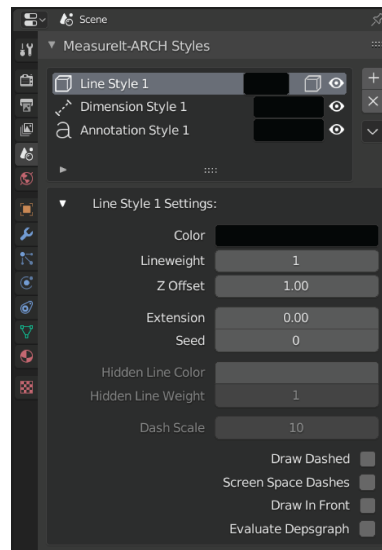 Scene
MeasureIt-ARCH Styles
Line Style 1
Dimension Style 1
Annotation Style 1
Line Style 1 Settings:
Color
Lineweight 1
Z Offset 1.00
Extension 0.00
Seed 0
Hidden Line Color
Hidden Line Weight 1
Dash Scale 10
Draw Dashed
Screen Space Dashes
Draw In Front
Evaluate Depsgraph